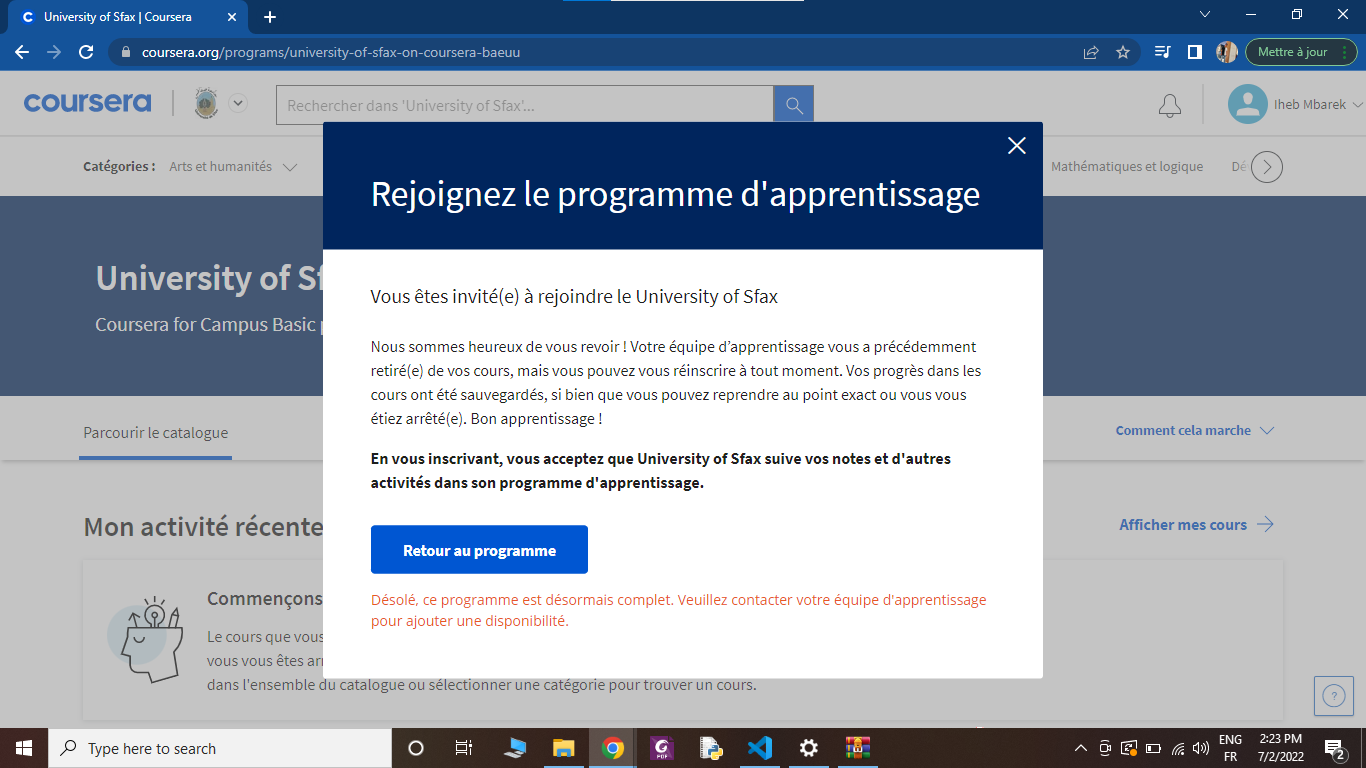 University of Sfax | Coursera
coursera.org/programs/university-of-sfax-on-coursera-baeuu
Mettre à jour
coursera
Rechercher dans 'University of Sfax'...
Iheb Mbarek
Catégories :
Arts et humanités
Mathématiques et logique
Rejoignez le programme d'apprentissage
University of
Coursera for Campus Basic
Vous êtes invité(e) à rejoindre le University of Sfax
Nous sommes heureux de vous revoir ! Votre équipe d’apprentissage vous a précédemment
retiré(e) de vos cours, mais vous pouvez vous réinscrire à tout moment. Vos progrès dans les
cours ont été sauvegardés, si bien que vous pouvez reprendre au point exact ou vous vous
étiez arrêté(e). Bon apprentissage !
Parcourir le catalogue
Comment cela marche
En vous inscrivant, vous acceptez que University of Sfax suive vos notes et d'autres
activités dans son programme d'apprentissage.
Mon activité récente
Afficher mes cours
Retour au programme
Désolé, ce programme est désormais complet. Veuillez contacter votre équipe d'apprentissage
pour ajouter une disponibilité.
Commençons
Le cours que vous
vous vous êtes
dans l'ensemble du catalogue ou sélectionner une catégorie pour trouver un cours.
?
Type here to search
ENG
FR
2:23 PM
7/2/2022
2